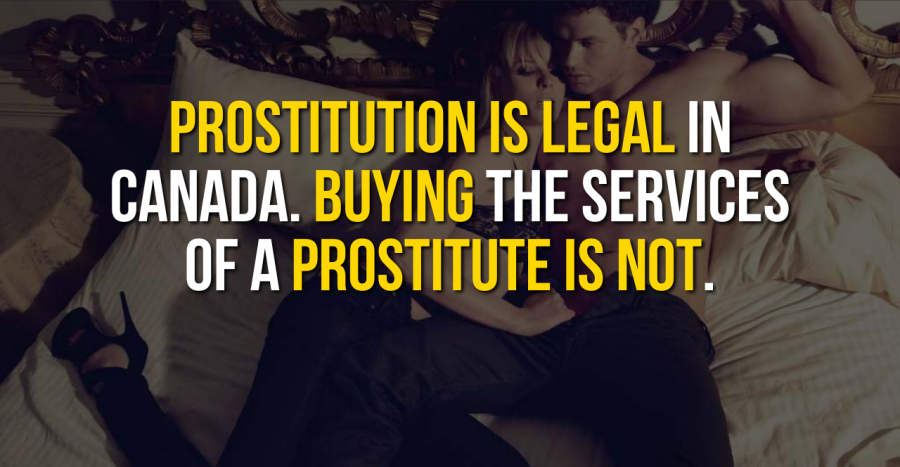 PROSTITUTION IS LEGAL IN
CANADA. BUYING THE SERVICES
OF A PROSTITUTE IS NOT.